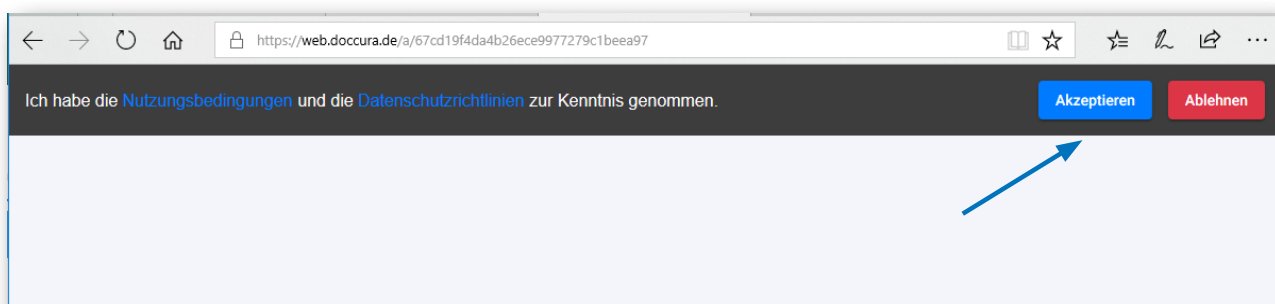 https://web.doccura.de/a/67cd19f4da4b26ece9977279c1beea97
Ich habe die Nutzungsbedingungen und die Datenschutzrichtlinien zur Kenntnis genommen. Akzeptieren Ablehnen